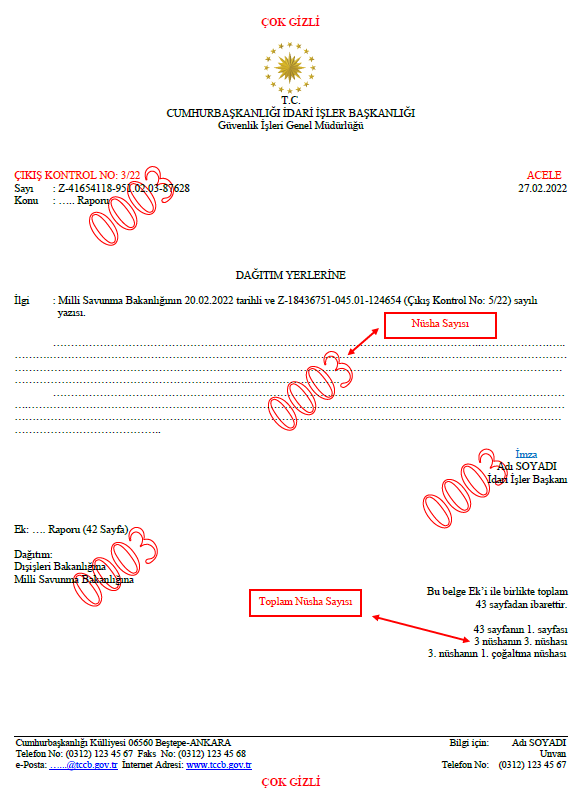 ÇOK GİZLİ
T.C.
CUMHURBAŞKANLIĞI İDARİ İŞLER BAŞKANLIĞI
Güvenlik İşleri Genel Müdürlüğü
ÇIKIŞ KONTROL NO: 3/22 ACELE
Sayı : Z-41654118-951.02.03-87628 27.02.2022
Konu : ….. Raporu
0003
DAĞITIM YERLERİNE
İlgi : Milli Savunma Bakanlığının 20.02.2022 tarihli ve Z-18436751-045.01-124654 (Çıkış Kontrol No: 5/22) sayılı
yazısı.
Nüsha Sayısı
0003
İmza
Adı SOYADI
İdari İşler Başkanı
0003
Ek: …. Raporu (42 Sayfa)
0003
Dağıtım:
Dışişleri Bakanlığına
Milli Savunma Bakanlığına
Bu belge Ek’i ile birlikte toplam
43 sayfadan ibarettir.
Toplam Nüsha Sayısı
43 sayfanın 1. sayfası
3 nüshanın 3. nüshası
3. nüshanın 1. çoğaltma nüshası
Cumhurbaşkanlığı Külliyesi 06560 Beştepe-ANKARA Bilgi için: Adı SOYADI
Telefon No: (0312) 123 45 67 Faks No: (0312) 123 45 68 Unvan
e-Posta: …...@tccb.gov.tr İnternet Adresi: www.tccb.gov.tr Telefon No: (0312) 123 45 67
ÇOK GİZLİ